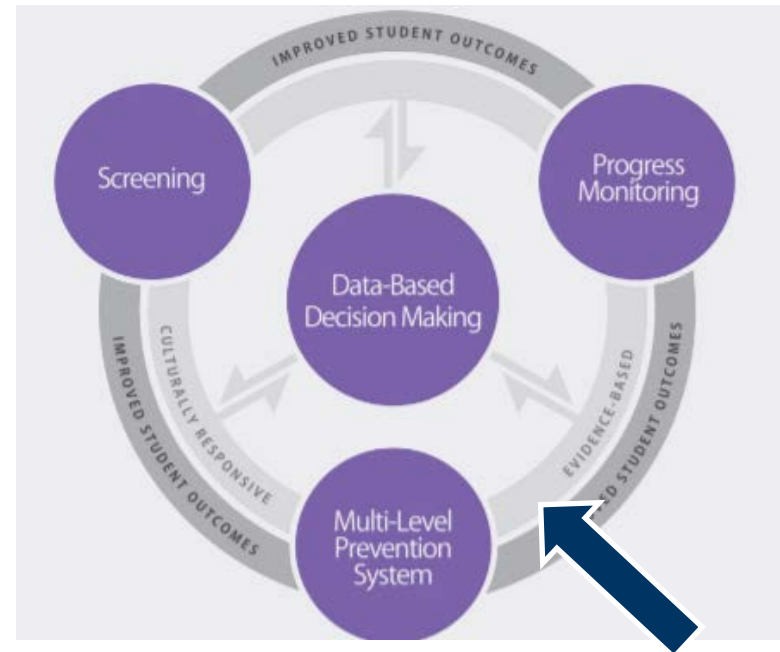 IMPROVED STUDENT OUTCOMES
Screening
Progress
Monitoring
Data-Based
Decision Making
IMPROVED STUDENT OUTCOMES
CULTURALLY RESPONSIVE
EVIDENCE-BASED
STUDENT OUTCOMES
Multi-Level
Prevention
System